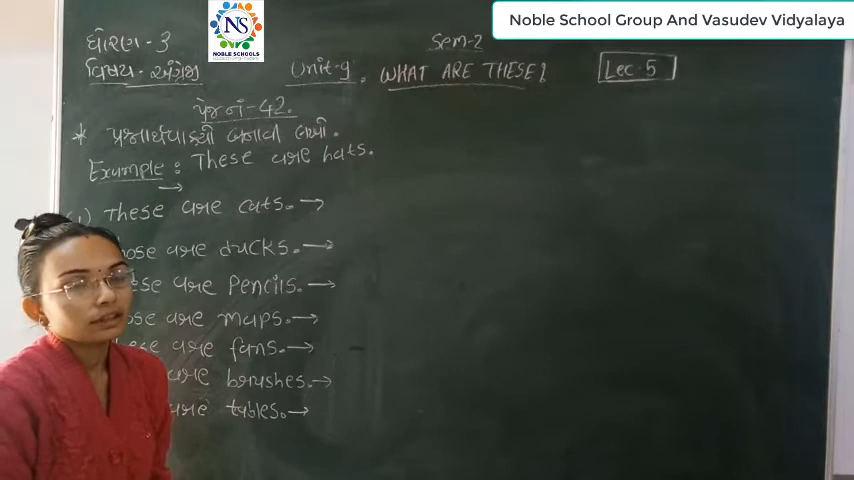 Noble School Group And Vasudev Vidyalaya
NS
NOBLE SCHOOLS
ધોરણ - 3
Sem-2
વિષય - અંગ્રેજી
Unit-9. WHAT ARE THESE?
Lec-5
પેજ નં-42.
* પ્રશ્નાર્થવાક્યો બનાવી લખો.
Example: These are hats.
These are cats. →
ose are ducks. →
ese are Pencils. →
ose are maps. →
ese are fans. →
are brushes. →
are tables. →